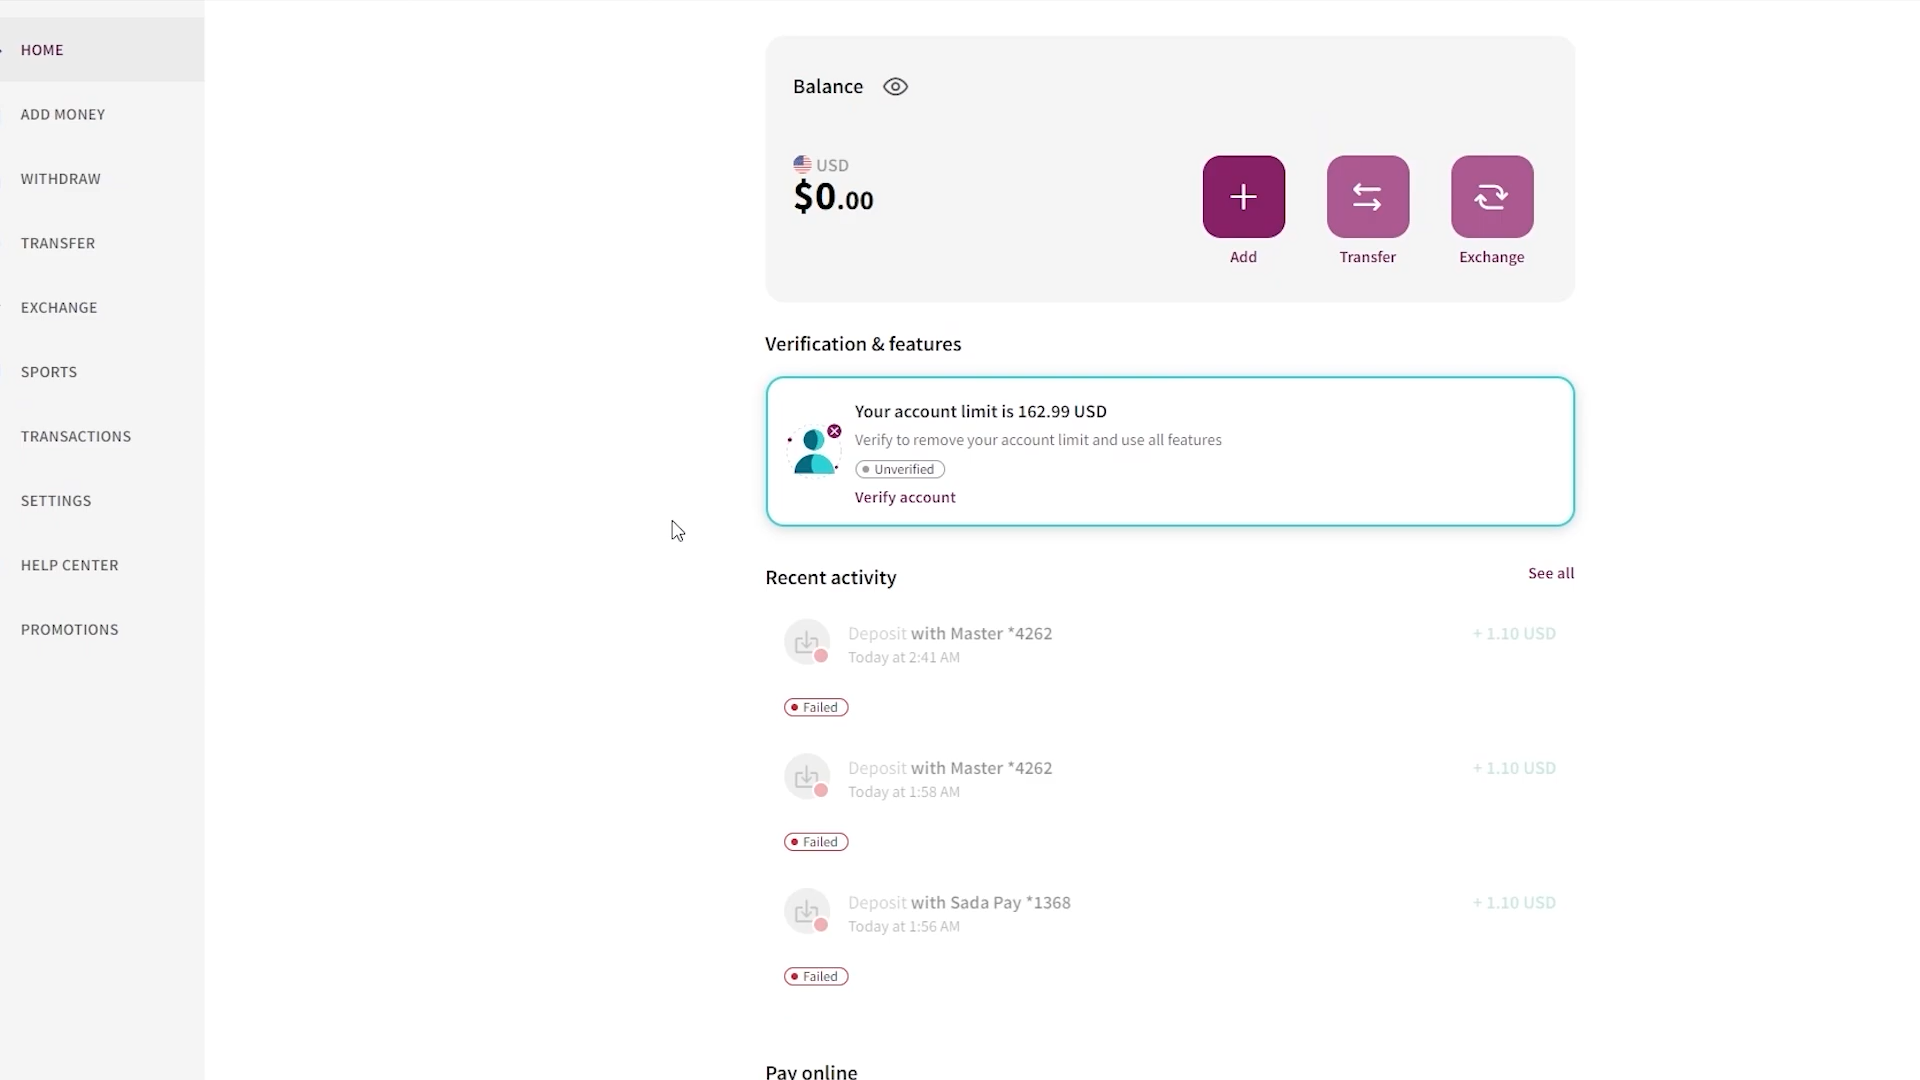 HOME
ADD MONEY
WITHDRAW
TRANSFER
EXCHANGE
SPORTS
TRANSACTIONS
SETTINGS
HELP CENTER
PROMOTIONS
Balance
USD
$0.00
Add
Transfer
Exchange
Verification & features
Your account limit is 162.99 USD
Verify to remove your account limit and use all features
Unverified
Verify account
Recent activity
See all
Deposit with Master *4262
+ 1.10 USD
Today at 2:41 AM
Failed
Deposit with Master *4262
+ 1.10 USD
Today at 1:58 AM
Failed
Deposit with Sada Pay *1368
+ 1.10 USD
Today at 1:56 AM
Failed
Pay online